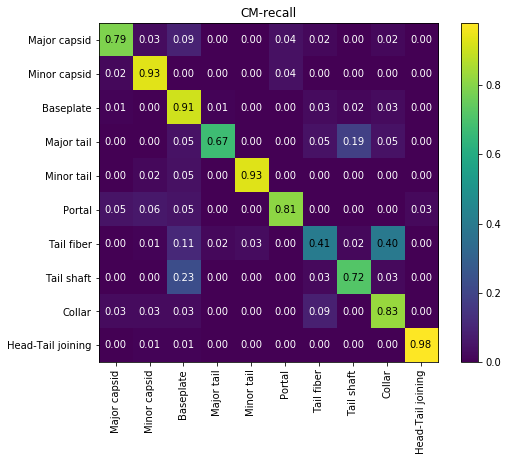 CM-recall
Major capsid 0.79 0.03 0.09 0.00 0.00 0.04 0.02 0.00 0.02 0.00
Minor capsid 0.02 0.93 0.00 0.00 0.00 0.04 0.00 0.00 0.00 0.00
Baseplate 0.01 0.00 0.91 0.01 0.00 0.00 0.03 0.02 0.03 0.00
Major tail 0.00 0.00 0.05 0.67 0.00 0.00 0.05 0.19 0.05 0.00
Minor tail 0.00 0.02 0.05 0.00 0.93 0.00 0.00 0.00 0.00 0.00
Portal 0.05 0.06 0.05 0.00 0.00 0.81 0.00 0.00 0.00 0.03
Tail fiber 0.00 0.01 0.11 0.02 0.03 0.00 0.41 0.02 0.40 0.00
Tail shaft 0.00 0.00 0.23 0.00 0.00 0.00 0.03 0.72 0.03 0.00
Collar 0.03 0.03 0.03 0.00 0.00 0.00 0.09 0.00 0.83 0.00
Head-Tail joining 0.00 0.01 0.01 0.00 0.00 0.00 0.00 0.00 0.00 0.98
Major capsid
Minor capsid
Baseplate
Major tail
Minor tail
Portal
Tail fiber
Tail shaft
Collar
Head-Tail joining
0.8
0.6
0.4
0.2
0.0